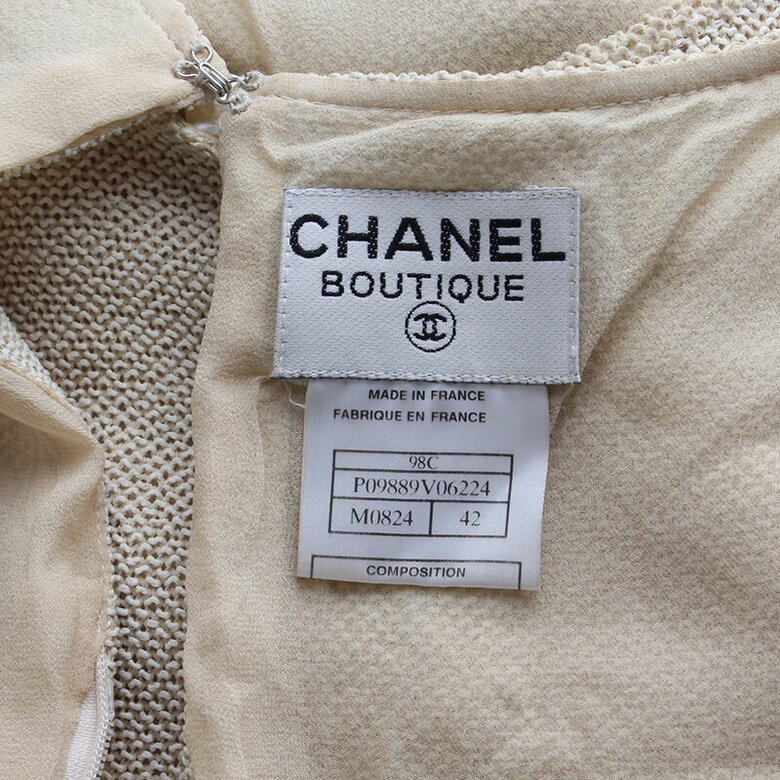 CHANEL
BOUTIQUE
MADE IN FRANCE
FABRIQUE EN FRANCE
98C
P09889V06224
M0824 42
COMPOSITION